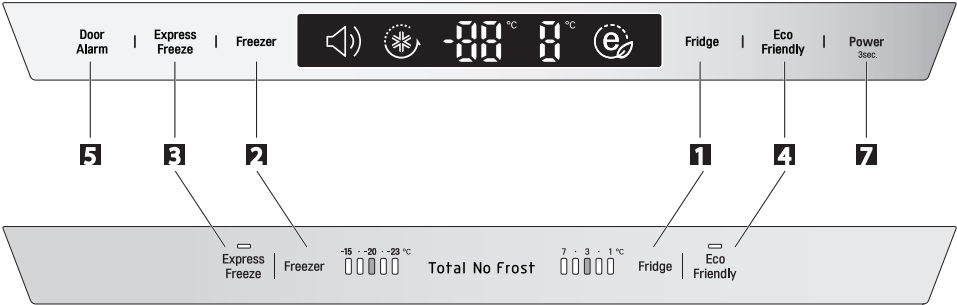 Door Alarm | Express Freeze | Freezer -88 °C 8 °C e Fridge | Eco Friendly | Power 3sec.
5 3 2 1 4 7
-15 · -20 · -23 °C 7 · 3 · 1 °C
Express Freeze | Freezer Total No Frost Fridge | Eco Friendly